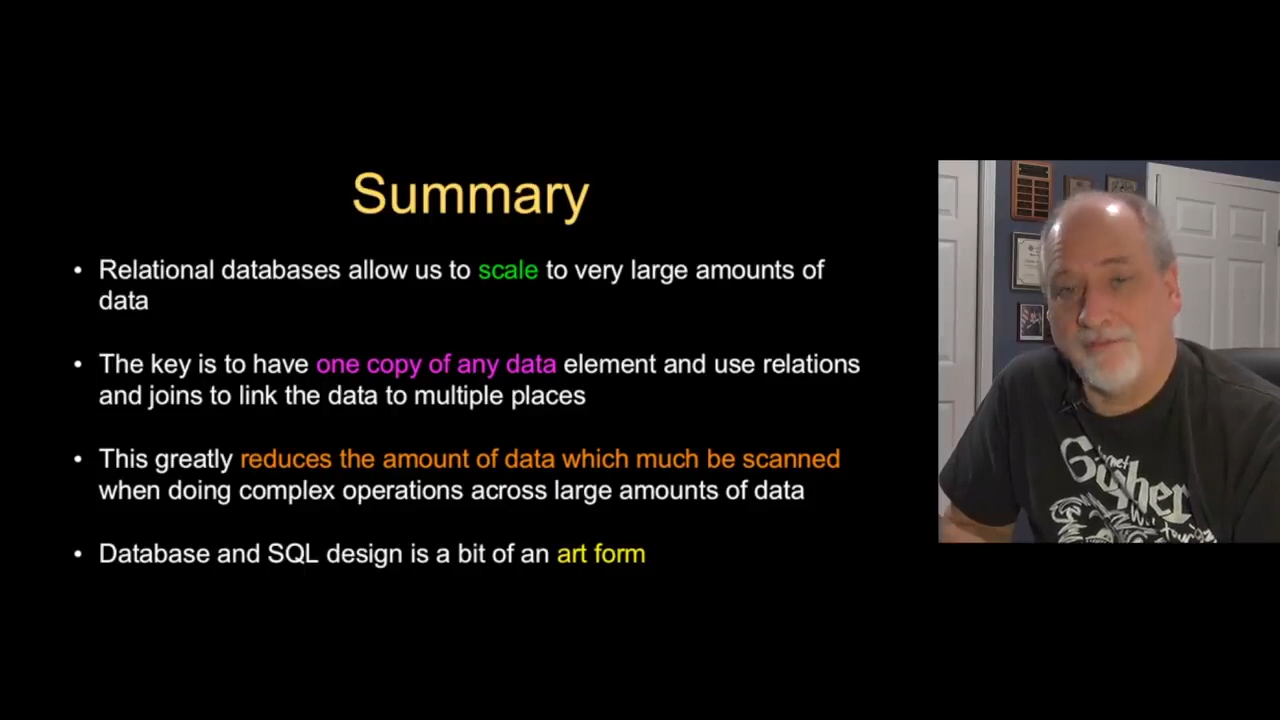 Summary
• Relational databases allow us to scale to very large amounts of
data
• The key is to have one copy of any data element and use relations
and joins to link the data to multiple places
• This greatly reduces the amount of data which much be scanned
when doing complex operations across large amounts of data
• Database and SQL design is a bit of an art form